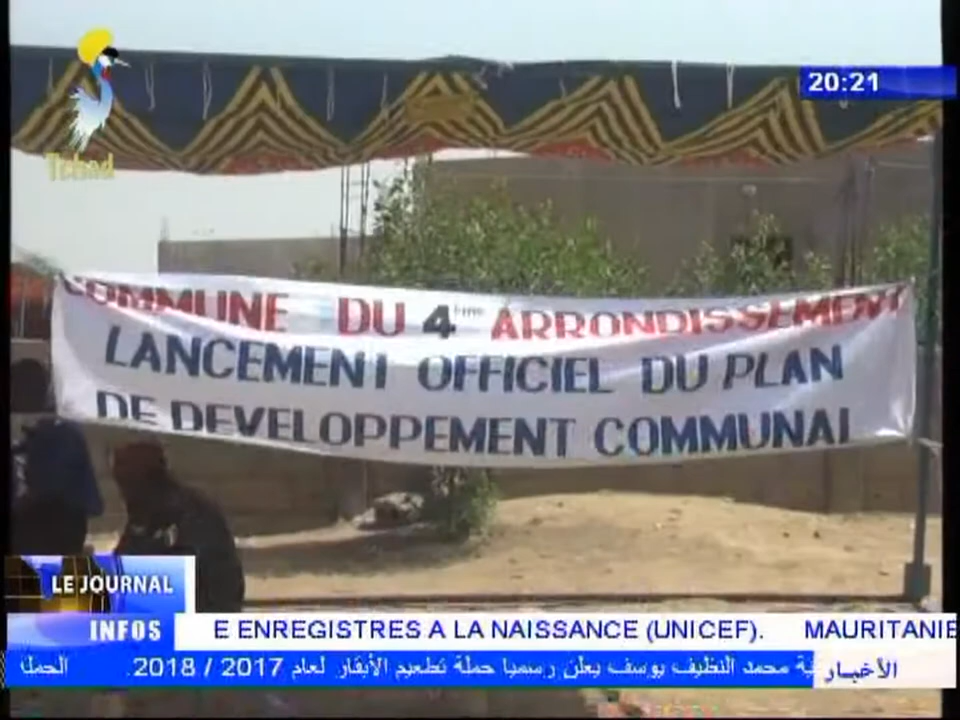 20:21
Tchad
COMMUNE DU 4ème ARRONDISSEMENT
LANCEMENT OFFICIEL DU PLAN
DE DEVELOPPEMENT COMMUNAL
LE JOURNAL
INFOS
E ENREGISTRES A LA NAISSANCE (UNICEF). MAURITANIE
الأخبار
ية محمد النظيف يوسف يعلن رسميا حملة تطعيم الأبقار لعام 2017 / 2018. الحملة